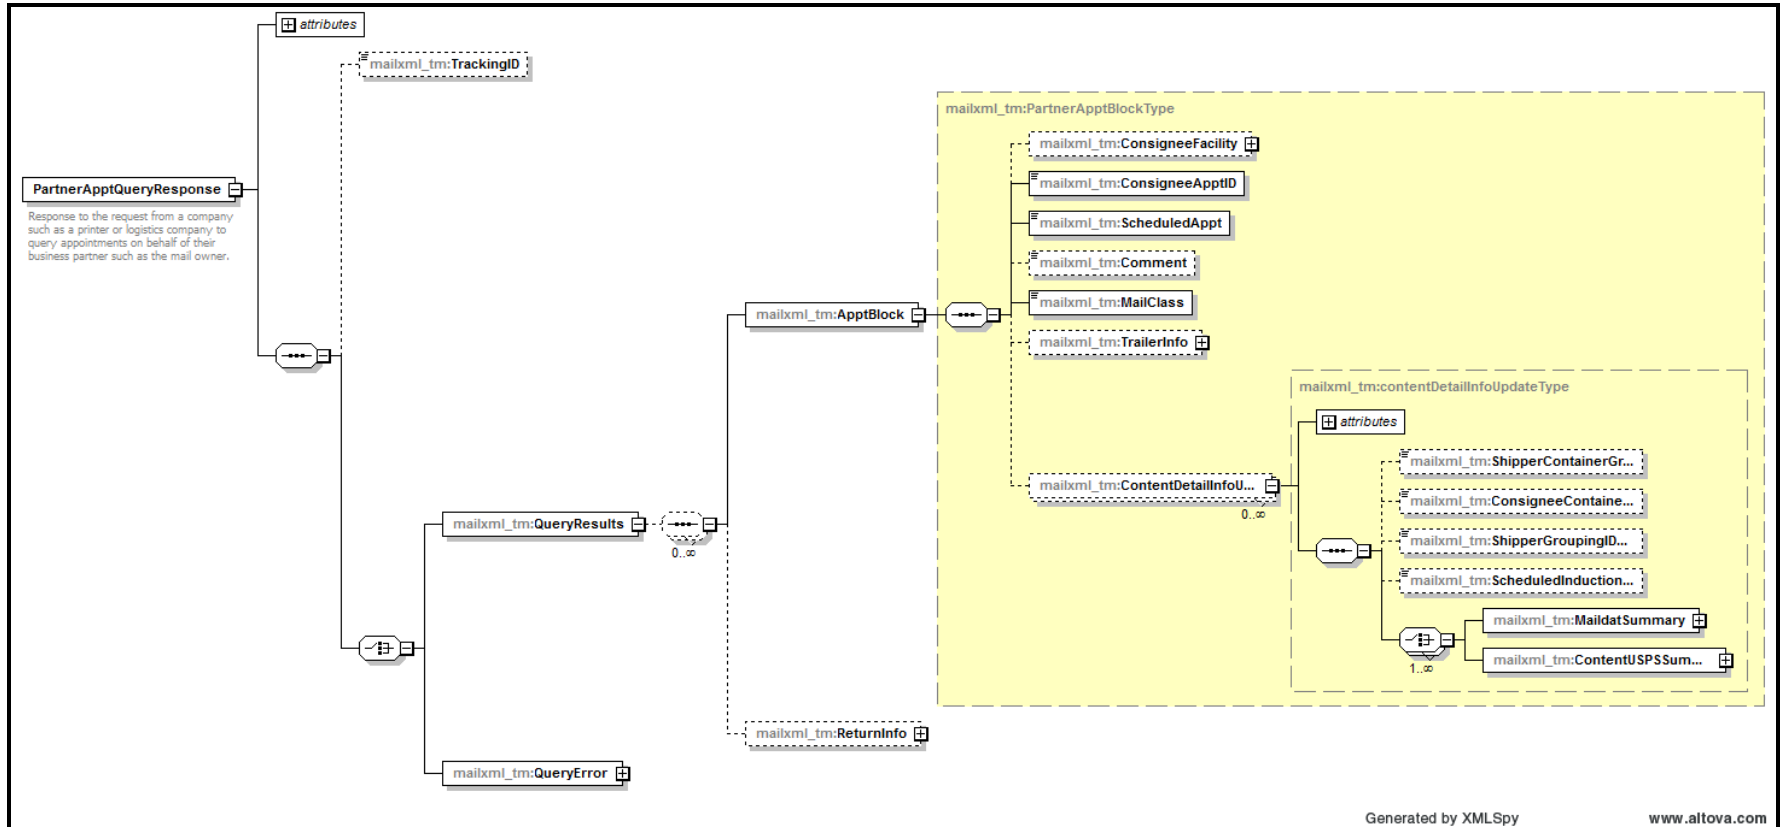 attributes
mailxml_tm:TrackingID
mailxml_tm:PartnerApptBlockType
mailxml_tm:ConsigneeFacility
PartnerApptQueryResponse
mailxml_tm:ConsigneeApptID
Response to the request from a company
such as a printer or logistics company to
query appointments on behalf of their
business partner such as the mail owner.
mailxml_tm:ScheduledAppt
mailxml_tm:Comment
mailxml_tm:ApptBlock
mailxml_tm:MailClass
mailxml_tm:TrailerInfo
mailxml_tm:contentDetailInfoUpdateType
attributes
mailxml_tm:ShipperContainerGr...
mailxml_tm:ContentDetailInfoU...
0..∞
mailxml_tm:ConsigneeContaine...
mailxml_tm:QueryResults
0..∞
mailxml_tm:ShipperGroupingID...
mailxml_tm:ScheduledInduction...
mailxml_tm:MaildatSummary
1..∞
mailxml_tm:ContentUSPSSum...
mailxml_tm:ReturnInfo
mailxml_tm:QueryError
Generated by XMLSpy
www.altova.com